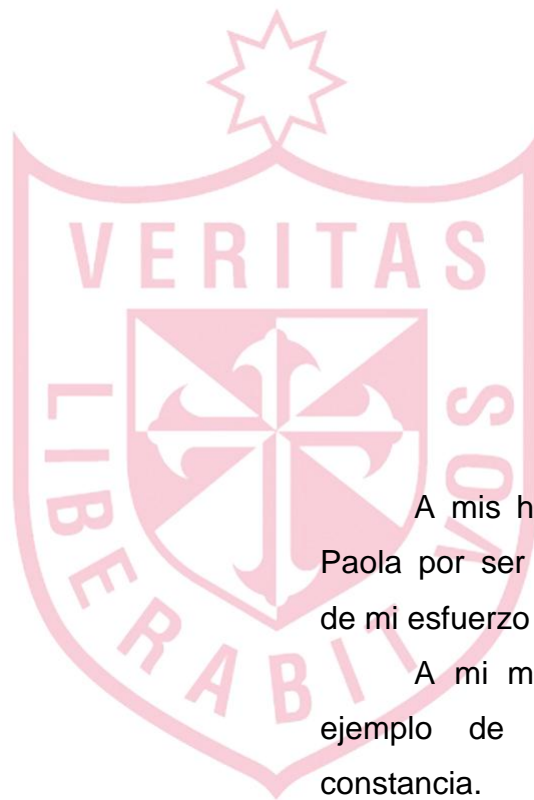 VERITAS
LIBERABIT VOS
A mis h
Paola por ser
de mi esfuerzo
A mi m
ejemplo de
constancia.